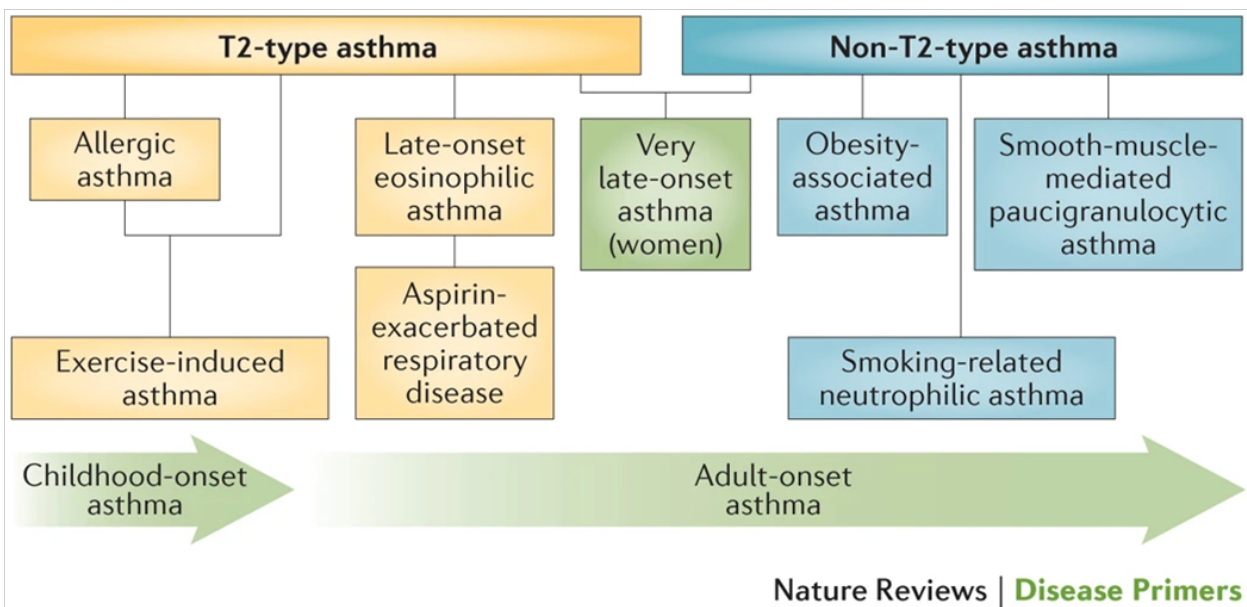 T2-type asthma
Non-T2-type asthma
Allergic
asthma
Late-onset
eosinophilic
asthma
Very
late-onset
asthma
(women)
Obesity-
associated
asthma
Smooth-muscle-
mediated
paucigranulocytic
asthma
Exercise-induced
asthma
Aspirin-
exacerbated
respiratory
disease
Smoking-related
neutrophilic asthma
Childhood-onset
asthma
Adult-onset
asthma
Nature Reviews | Disease Primers